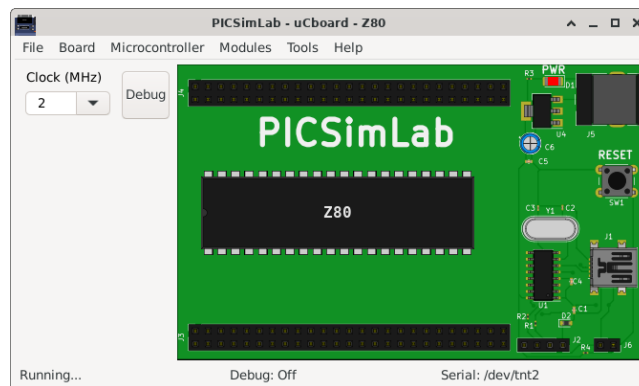 PICSimLab - uCboard - Z80
File Board Microcontroller Modules Tools Help
Clock (MHz)
2
Debug
J4
R3
PWR
D1
U4
J5
C6
C5
PICSimLab
RESET
SW1
Z80
C3
Y1
C2
J1
C4
U1
C1
R2
D2
R1
J3
J2
R4
J6
Running...
Debug: Off
Serial: /dev/tnt2